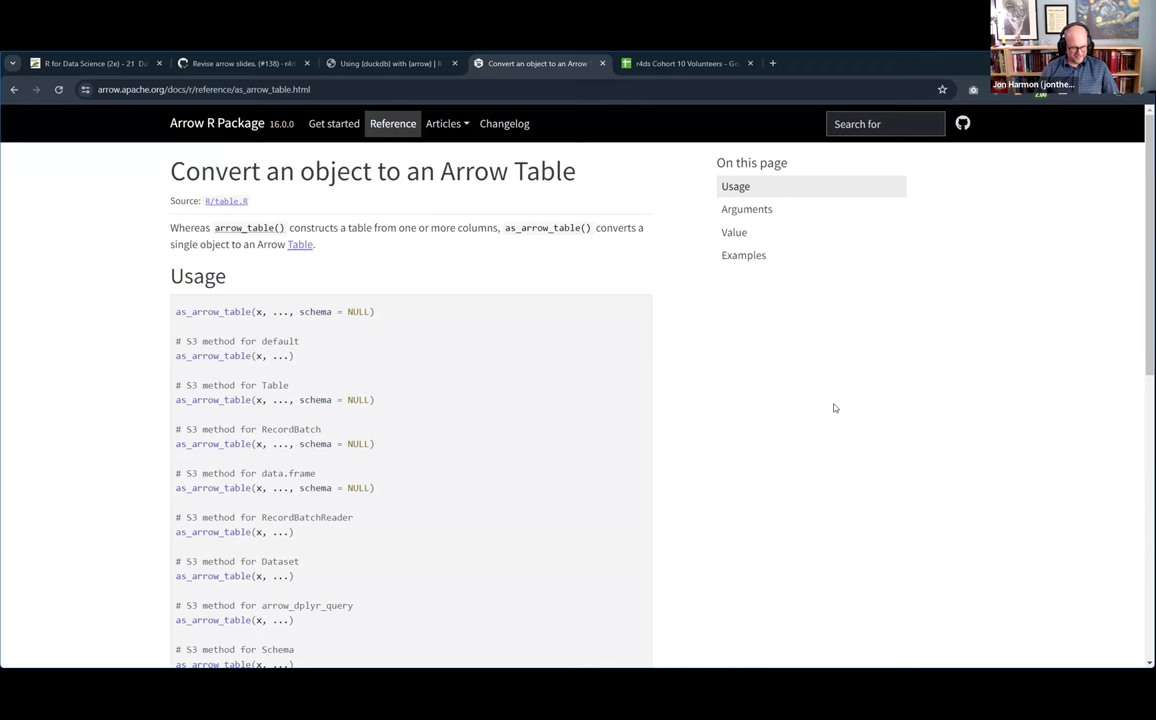 R for Data Science (2e) - 21 Da
Revise arrow slides. (#138) · r4d
Using {duckdb} with {arrow} | R
Convert an object to an Arrow T
r4ds Cohort 10 Volunteers - Go
arrow.apache.org/docs/r/reference/as_arrow_table.html
Jon Harmon (jonthe...
Arrow R Package 16.0.0 Get started Reference Articles Changelog Search for
Convert an object to an Arrow Table
Source: R/table.R
Whereas arrow_table() constructs a table from one or more columns, as_arrow_table() converts a
single object to an Arrow Table.
Usage
as_arrow_table(x, ..., schema = NULL)
# S3 method for default
as_arrow_table(x, ...)
# S3 method for Table
as_arrow_table(x, ..., schema = NULL)
# S3 method for RecordBatch
as_arrow_table(x, ..., schema = NULL)
# S3 method for data.frame
as_arrow_table(x, ..., schema = NULL)
# S3 method for RecordBatchReader
as_arrow_table(x, ...)
# S3 method for Dataset
as_arrow_table(x, ...)
# S3 method for arrow_dplyr_query
as_arrow_table(x, ...)
# S3 method for Schema
as_arrow_table(x, ...)
On this page
Usage
Arguments
Value
Examples